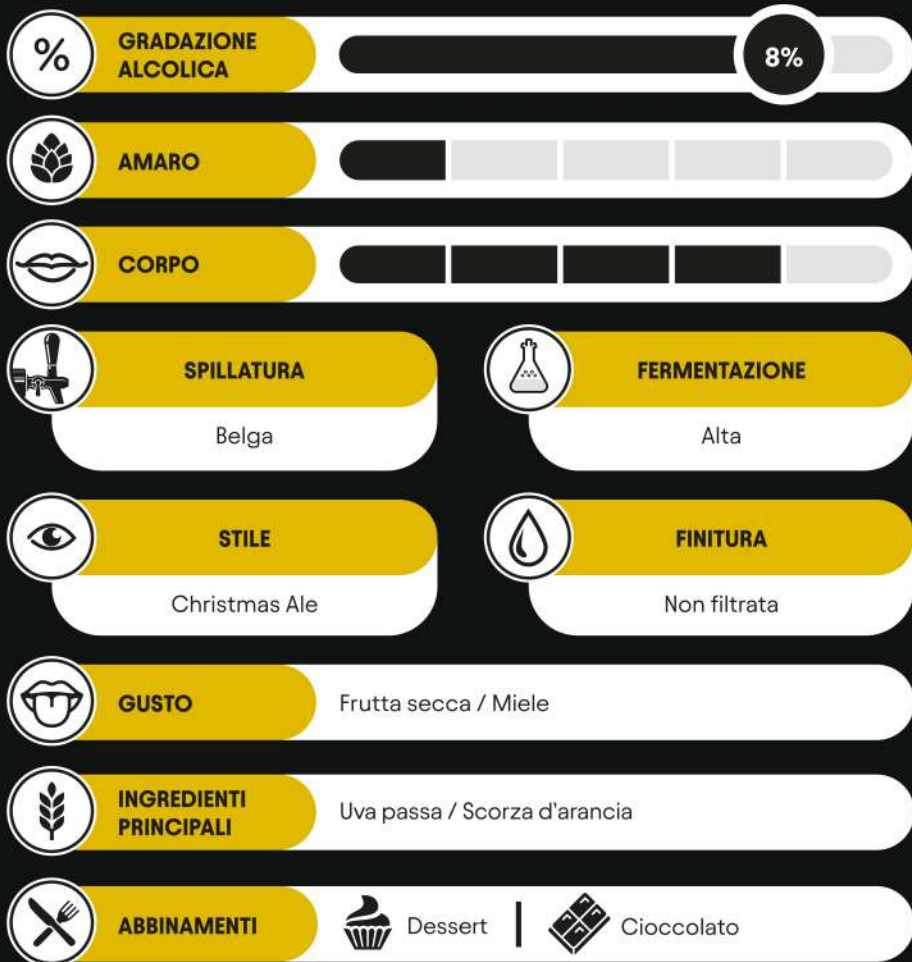 %
GRADAZIONE
ALCOLICA
8%
AMARO
CORPO
SPILLATURA
Belga
FERMENTAZIONE
Alta
STILE
Christmas Ale
FINITURA
Non filtrata
GUSTO
Frutta secca / Miele
INGREDIENTI
PRINCIPALI
Uva passa / Scorza d'arancia
ABBINAMENTI
Dessert
Cioccolato